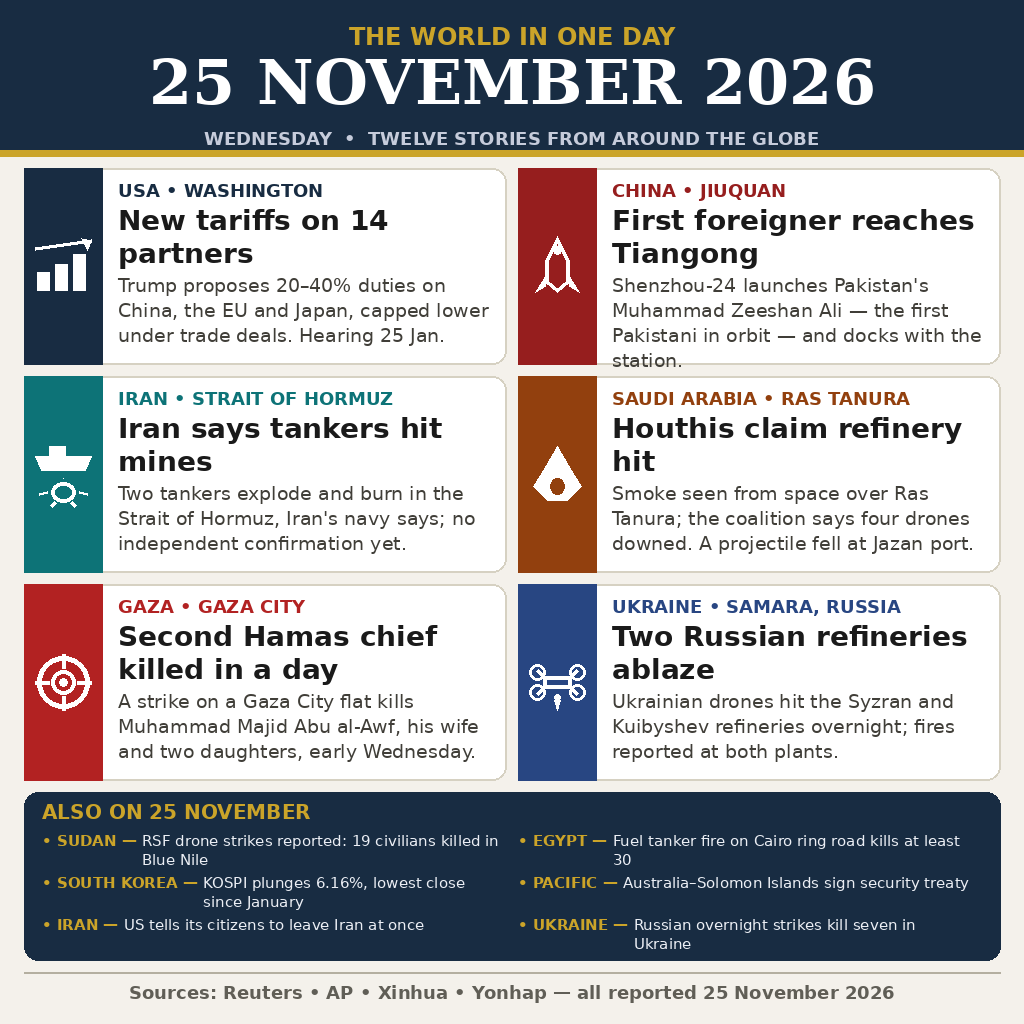 THE WORLD IN ONE DAY
25 NOVEMBER 2026
WEDNESDAY • TWELVE STORIES FROM AROUND THE GLOBE
USA • WASHINGTON
New tariffs on 14
partners
Trump proposes 20–40% duties on
China, the EU and Japan, capped lower
under trade deals. Hearing 25 Jan.
CHINA • JIUQUAN
First foreigner reaches
Tiangong
Shenzhou-24 launches Pakistan's
Muhammad Zeeshan Ali — the first
Pakistani in orbit — and docks with the
station.
IRAN • STRAIT OF HORMUZ
Iran says tankers hit
mines
Two tankers explode and burn in the
Strait of Hormuz, Iran's navy says; no
independent confirmation yet.
SAUDI ARABIA • RAS TANURA
Houthis claim refinery
hit
Smoke seen from space over Ras
Tanura; the coalition says four drones
downed. A projectile fell at Jazan port.
GAZA • GAZA CITY
Second Hamas chief
killed in a day
A strike on a Gaza City flat kills
Muhammad Majid Abu al-Awf, his wife
and two daughters, early Wednesday.
UKRAINE • SAMARA, RUSSIA
Two Russian refineries
ablaze
Ukrainian drones hit the Syzran and
Kuibyshev refineries overnight; fires
reported at both plants.
ALSO ON 25 NOVEMBER
• SUDAN — RSF drone strikes reported: 19 civilians killed in
Blue Nile
• SOUTH KOREA — KOSPI plunges 6.16%, lowest close
since January
• IRAN — US tells its citizens to leave Iran at once
• EGYPT — Fuel tanker fire on Cairo ring road kills at least
30
• PACIFIC — Australia–Solomon Islands sign security treaty
• UKRAINE — Russian overnight strikes kill seven in
Ukraine
Sources: Reuters • AP • Xinhua • Yonhap — all reported 25 November 2026